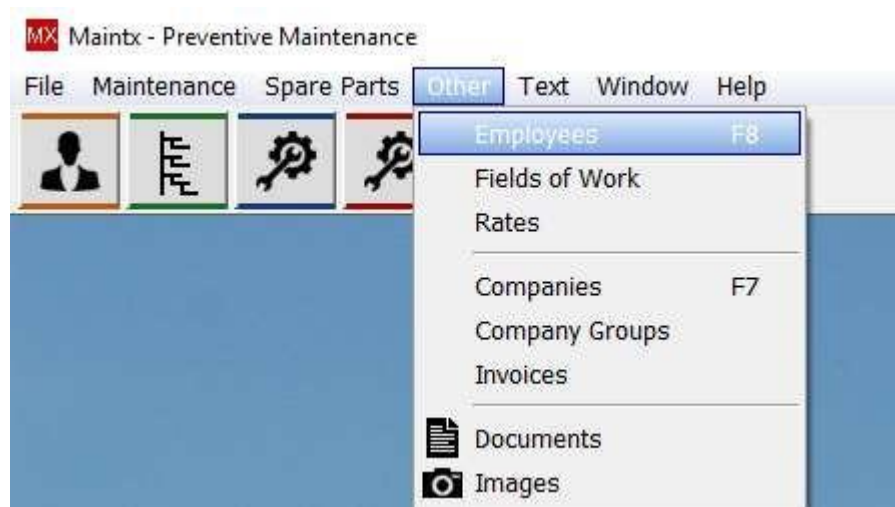 MX Maintx - Preventive Maintenance
File Maintenance Spare Parts Other Text Window Help
Employees F8
Fields of Work
Rates
Companies F7
Company Groups
Invoices
Documents
Images